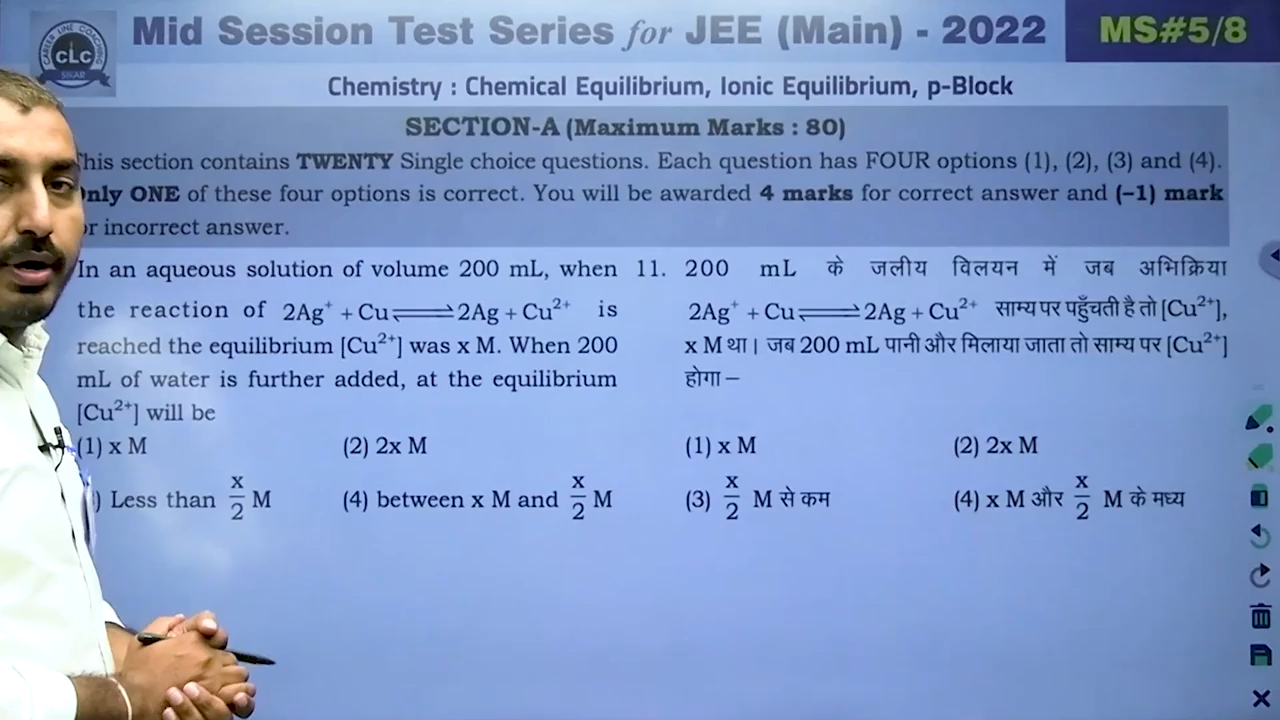 Mid Session Test Series for JEE (Main) - 2022
MS#5/8
CAREER LINE COACHING
CLC
SIKAR
Chemistry : Chemical Equilibrium, Ionic Equilibrium, p-Block
SECTION-A (Maximum Marks : 80)
his section contains TWENTY Single choice questions. Each question has FOUR options (1), (2), (3) and (4).
nly ONE of these four options is correct. You will be awarded 4 marks for correct answer and (–1) mark
or incorrect answer.
In an aqueous solution of volume 200 mL, when
the reaction of 2Ag⁺ + Cu ⇌ 2Ag + Cu²⁺ is
reached the equilibrium [Cu²⁺] was x M. When 200
mL of water is further added, at the equilibrium
[Cu²⁺] will be
(1) x M (2) 2x M
) Less than x/2 M (4) between x M and x/2 M
11. 200 mL के जलीय विलयन में जब अभिक्रिया
2Ag⁺ + Cu ⇌ 2Ag + Cu²⁺ साम्य पर पहुँचती है तो [Cu²⁺],
x M था। जब 200 mL पानी और मिलाया जाता तो साम्य पर [Cu²⁺]
होगा –
(1) x M (2) 2x M
(3) x/2 M से कम (4) x M और x/2 M के मध्य